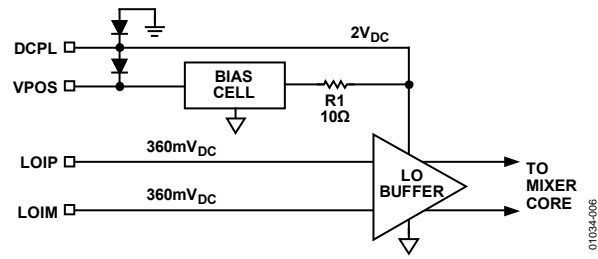 DCPL
2VDC
VPOS
BIAS
CELL
R1
10Ω
LOIP
360mVDC
LO
BUFFER
TO
MIXER
CORE
LOIM
360mVDC
01034-006